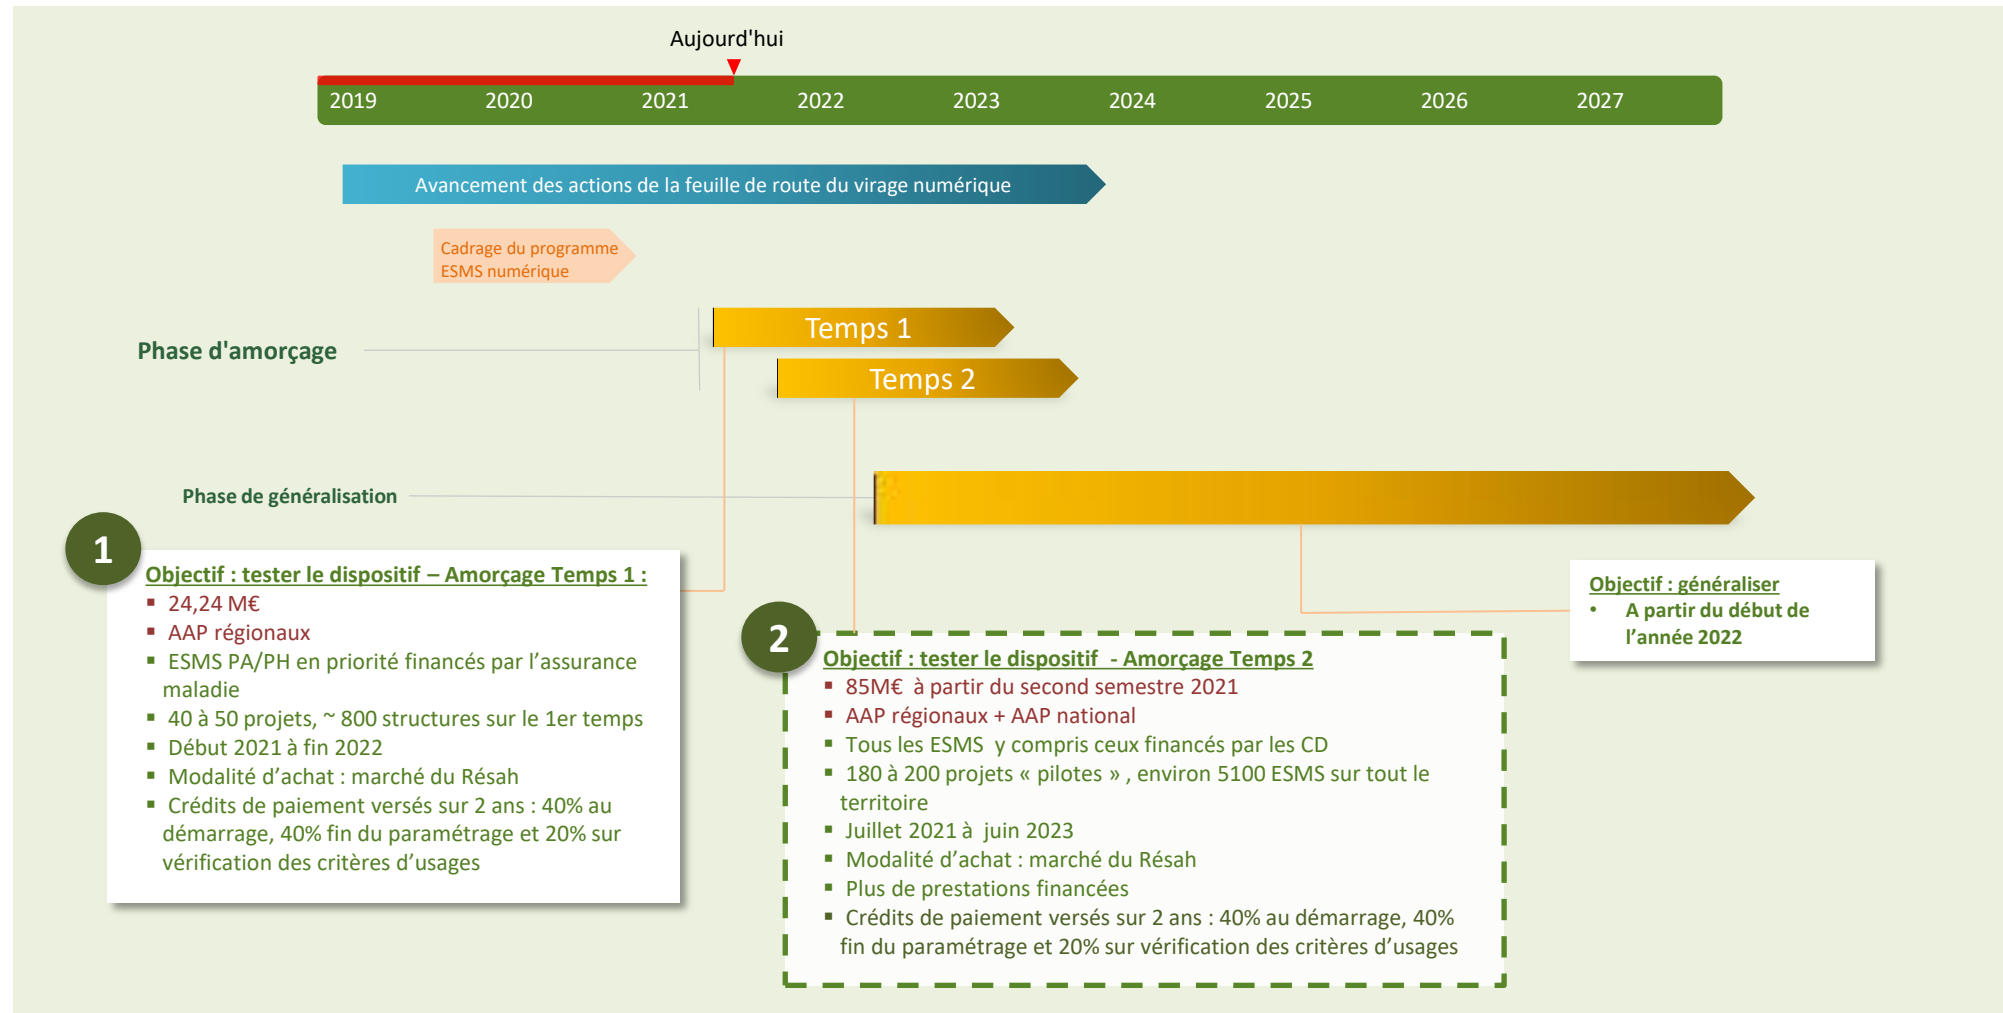 Aujourd'hui
2019 2020 2021 2022 2023 2024 2025 2026 2027
Avancement des actions de la feuille de route du virage numérique
Cadrage du programme
ESMS numérique
Phase d'amorçage
Temps 1
Temps 2
Phase de généralisation
1
Objectif : tester le dispositif – Amorçage Temps 1 :
▪ 24,24 M€
▪ AAP régionaux
▪ ESMS PA/PH en priorité financés par l’assurance
maladie
▪ 40 à 50 projets, ~ 800 structures sur le 1er temps
▪ Début 2021 à fin 2022
▪ Modalité d’achat : marché du Résah
▪ Crédits de paiement versés sur 2 ans : 40% au
démarrage, 40% fin du paramétrage et 20% sur
vérification des critères d’usages
2
Objectif : tester le dispositif - Amorçage Temps 2
▪ 85M€ à partir du second semestre 2021
▪ AAP régionaux + AAP national
▪ Tous les ESMS y compris ceux financés par les CD
▪ 180 à 200 projets « pilotes » , environ 5100 ESMS sur tout le
territoire
▪ Juillet 2021 à juin 2023
▪ Modalité d’achat : marché du Résah
▪ Plus de prestations financées
▪ Crédits de paiement versés sur 2 ans : 40% au démarrage, 40%
fin du paramétrage et 20% sur vérification des critères d’usages
Objectif : généraliser
• A partir du début de
l’année 2022